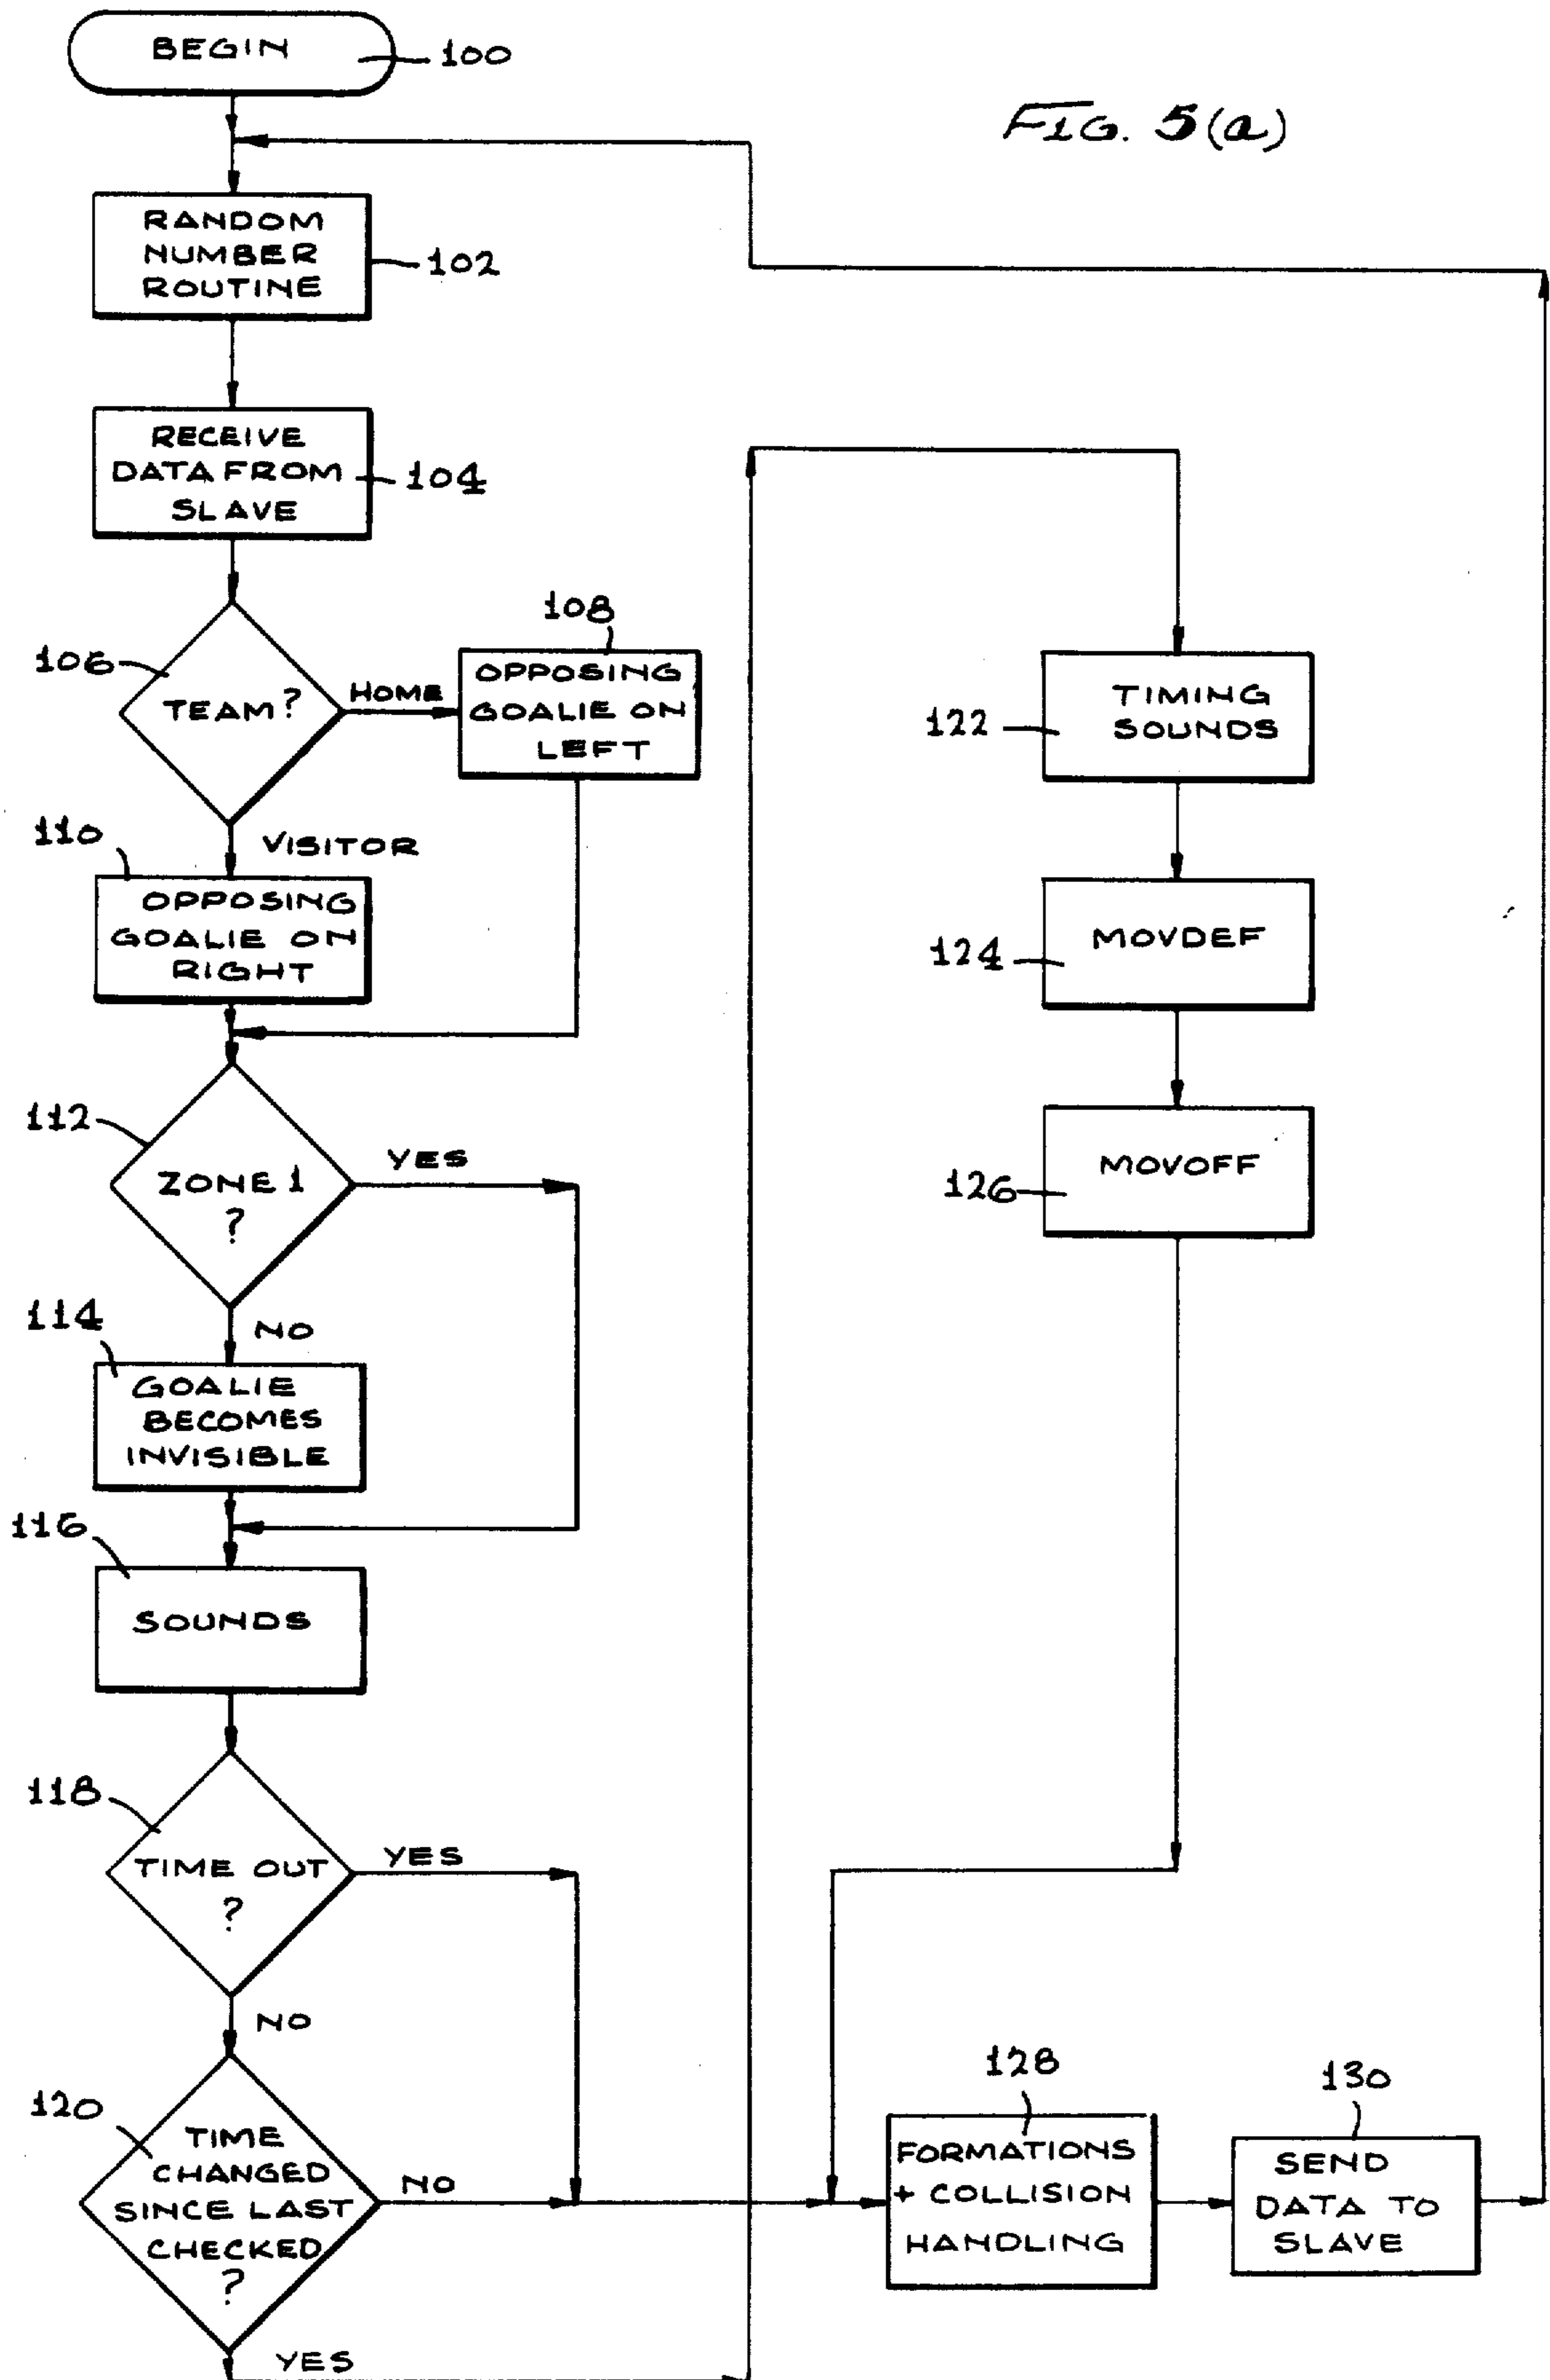 BEGIN
100
FIG. 5(a)
RANDOM
NUMBER
ROUTINE
102
RECEIVE
DATA FROM
SLAVE
104
106
TEAM?
HOME
108
OPPOSING
GOALIE ON
LEFT
VISITOR
110
OPPOSING
GOALIE ON
RIGHT
112
ZONE 1
?
YES
NO
114
GOALIE
BECOMES
INVISIBLE
116
SOUNDS
118
TIME OUT
?
YES
NO
120
TIME
CHANGED
SINCE LAST
CHECKED
?
NO
YES
122
TIMING
SOUNDS
124
MOVDEF
126
MOVOFF
128
FORMATIONS
+ COLLISION
HANDLING
130
SEND
DATA TO
SLAVE